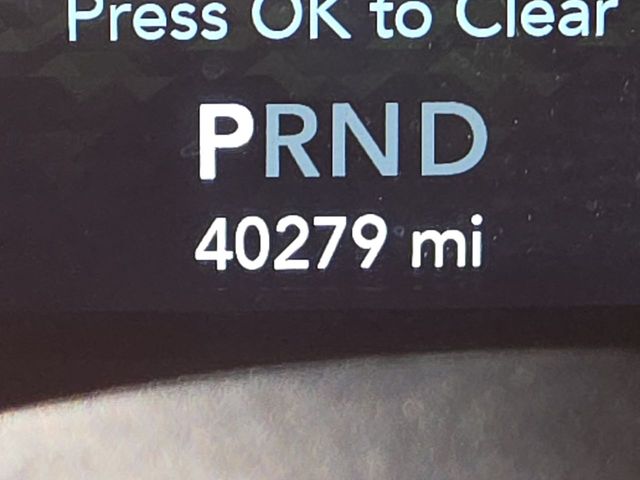 Press OK to Clear
PRND
40279 mi